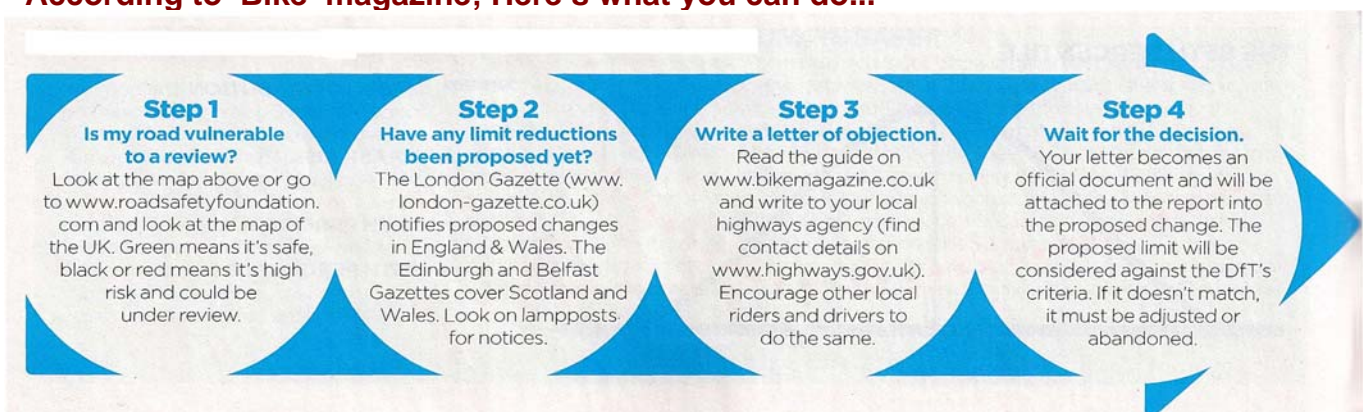 According to 'Bike' magazine, Here's what you can do...
Step 1
Is my road vulnerable
to a review?
Look at the map above or go
to www.roadsafetyfoundation.
com and look at the map of
the UK. Green means it's safe,
black or red means it's high
risk and could be
under review.
Step 2
Have any limit reductions
been proposed yet?
The London Gazette (www.
london-gazette.co.uk)
notifies proposed changes
in England & Wales. The
Edinburgh and Belfast
Gazettes cover Scotland and
Wales. Look on lampposts
for notices.
Step 3
Write a letter of objection.
Read the guide on
www.bikemagazine.co.uk
and write to your local
highways agency (find
contact details on
www.highways.gov.uk).
Encourage other local
riders and drivers to
do the same.
Step 4
Wait for the decision.
Your letter becomes an
official document and will be
attached to the report into
the proposed change. The
proposed limit will be
considered against the DfT's
criteria. If it doesn't match,
it must be adjusted or
abandoned.